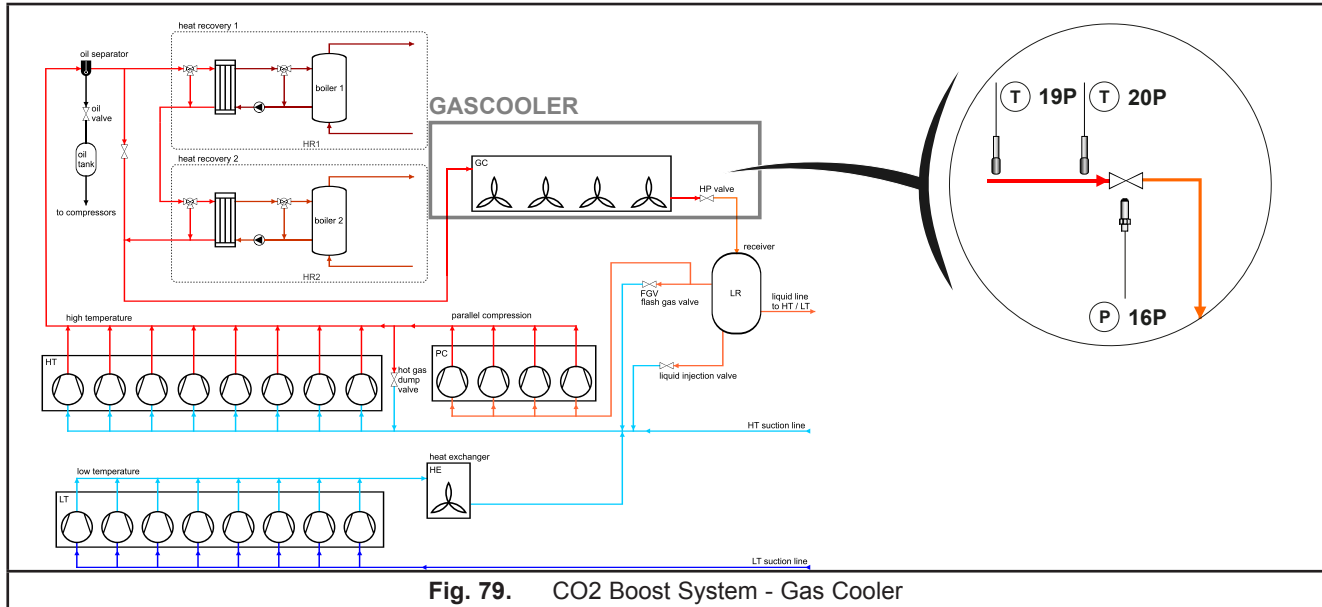 heat recovery 1
oil separator
oil
valve
oil
tank
to compressors
boiler 1
HR1
heat recovery 2
boiler 2
HR2
GASCOOLER
GC
HP valve
receiver
LR
FGV
flash gas valve
liquid line
to HT / LT
liquid injection valve
high temperature
parallel compression
HT
hot gas
dump
valve
PC
HT suction line
low temperature
heat exchanger
HE
LT
LT suction line
T 19P T 20P
P 16P
Fig. 79. CO2 Boost System - Gas Cooler